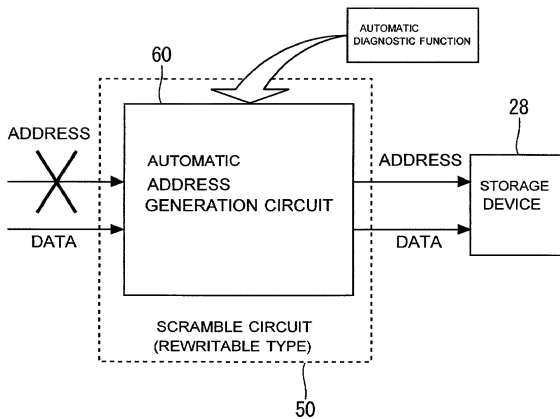 AUTOMATIC
DIAGNOSTIC FUNCTION
60
28
ADDRESS
AUTOMATIC
ADDRESS
GENERATION CIRCUIT
ADDRESS
STORAGE
DEVICE
DATA
DATA
SCRAMBLE CIRCUIT
(REWRITABLE TYPE)
50